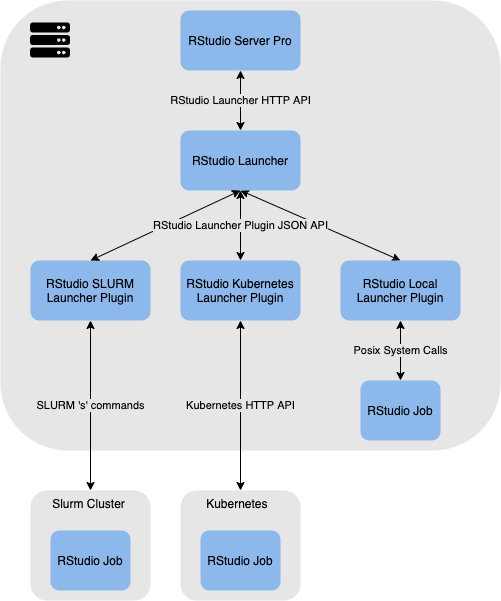 RStudio Server Pro
RStudio Launcher HTTP API
RStudio Launcher
RStudio Launcher Plugin JSON API
RStudio SLURM
Launcher Plugin
RStudio Kubernetes
Launcher Plugin
RStudio Local
Launcher Plugin
Posix System Calls
SLURM 's' commands
Kubernetes HTTP API
RStudio Job
Slurm Cluster
Kubernetes
RStudio Job
RStudio Job